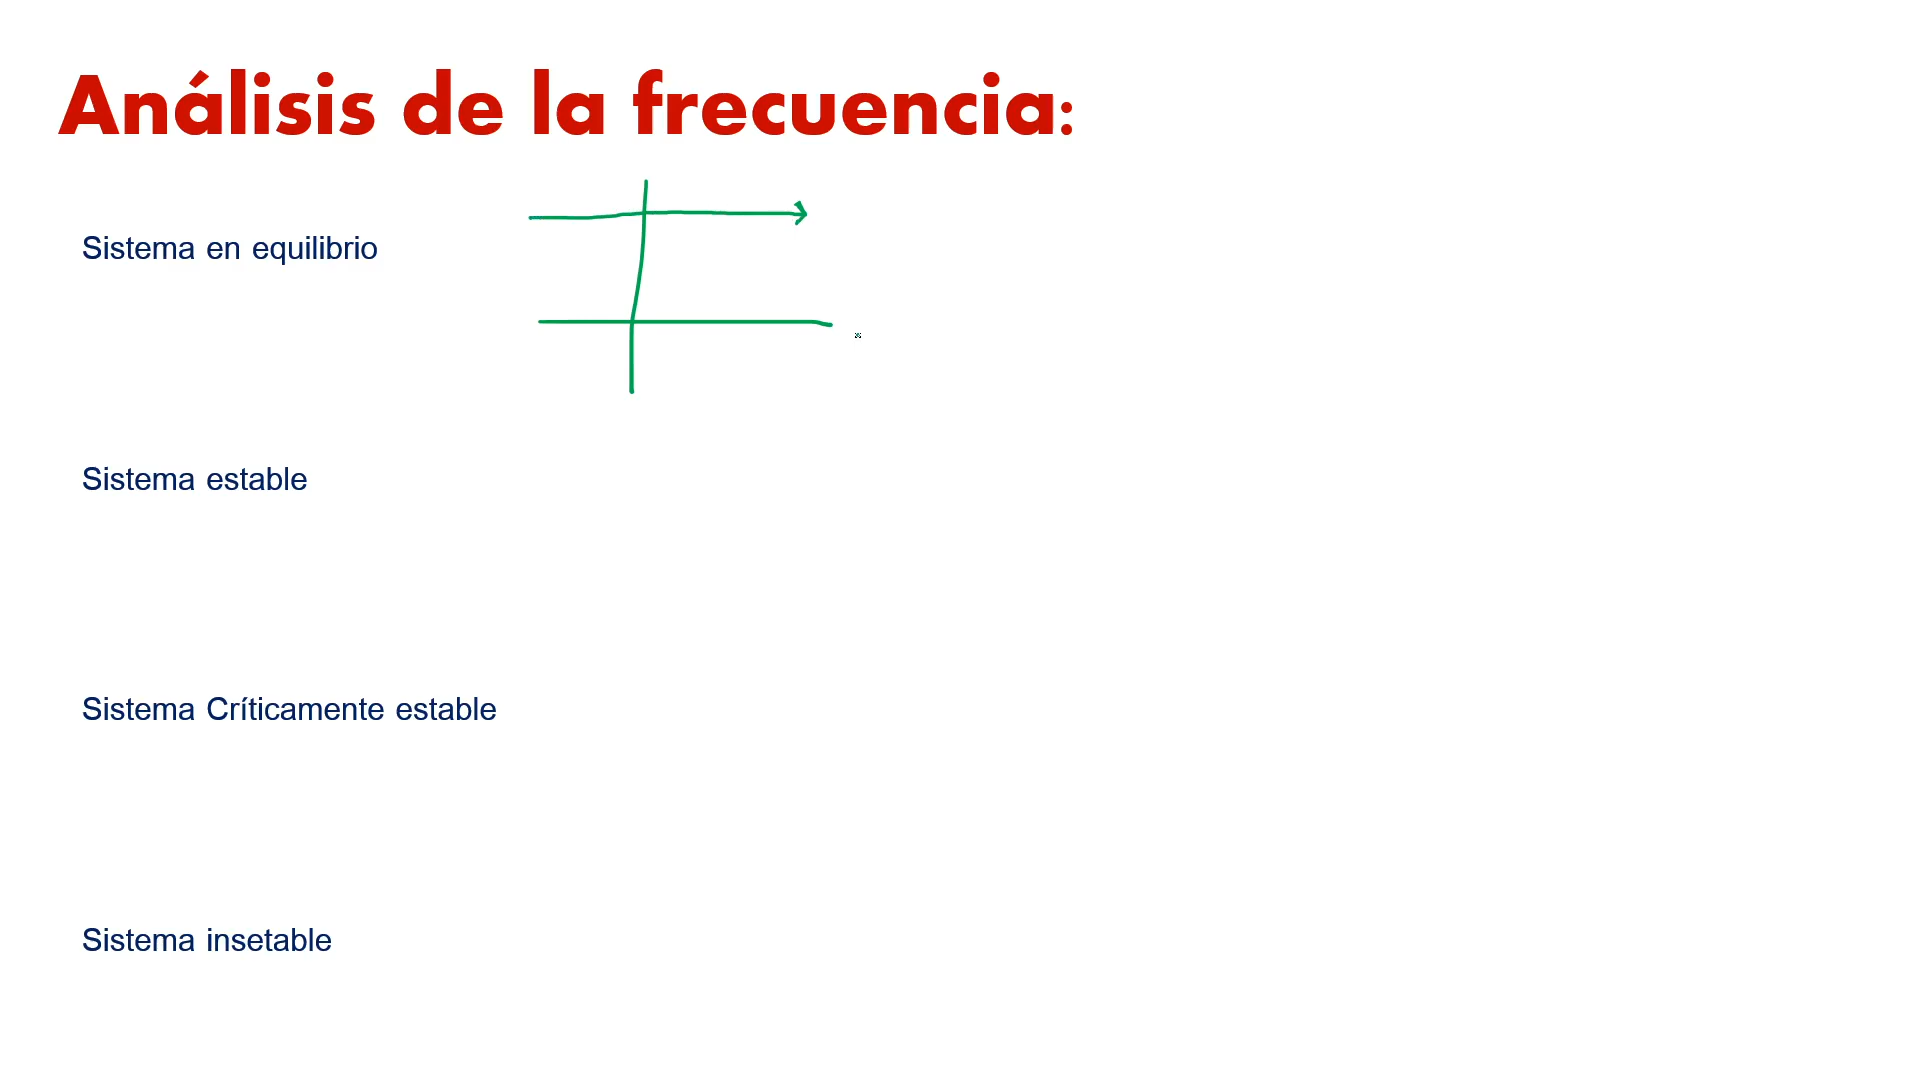 Análisis de la frecuencia:
Sistema en equilibrio
Sistema estable
Sistema Críticamente estable
Sistema insetable